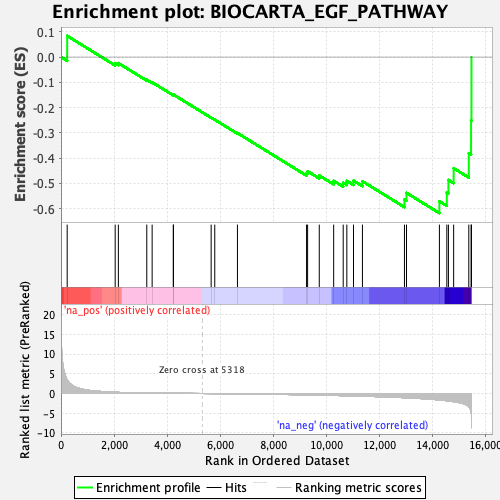 Enrichment plot: BIOCARTA_EGF_PATHWAY
Enrichment score (ES)
0.1
0.0
-0.1
-0.2
-0.3
-0.4
-0.5
-0.6
'na_pos' (positively correlated)
Ranked list metric (PreRanked)
20
15
10
5
0
-5
-10
Zero cross at 5318
'na_neg' (negatively correlated)
0
2,000
4,000
6,000
8,000
10,000
12,000
14,000
16,000
Rank in Ordered Dataset
Enrichment profile
Hits
Ranking metric scores